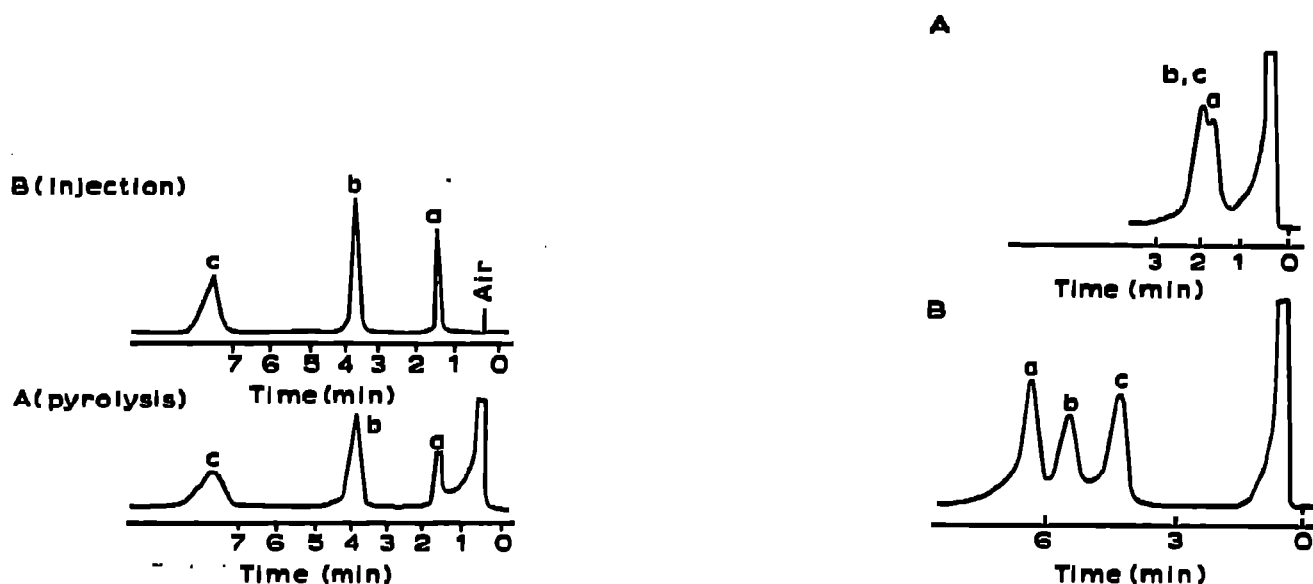 B (Injection)
c
b
a
Air
7 6 5 4 3 2 1 0
Time (min)
A (pyrolysis)
c
b
a
7 6 5 4 3 2 1 0
Time (min)
A
b, c
a
3 2 1 0
Time (min)
B
a
b
c
6 3 0
Time (min)